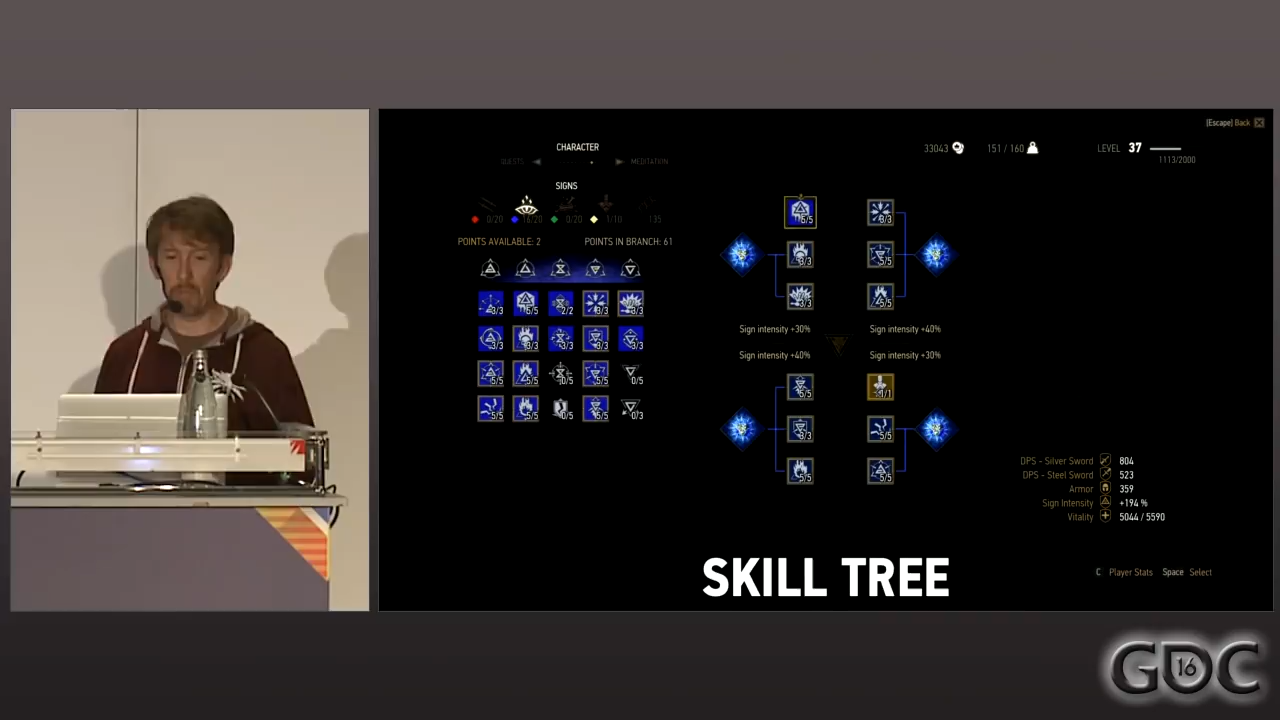 [Escape] Back
CHARACTER
QUESTS
MEDITATION
33043
151 / 160
LEVEL 37
1113/2000
SIGNS
0/20
16/20
0/20
1/10
135
POINTS AVAILABLE: 2
POINTS IN BRANCH: 61
3/3 5/5 2/2 3/3 3/3
3/3 3/3 3/3 3/3 3/3
5/5 5/5 0/5 5/5 0/5
5/5 5/5 0/5 5/5 0/3
5/5 3/3
3/3 5/5
3/3 5/5
Sign intensity +30% Sign intensity +40%
Sign intensity +40% Sign intensity +30%
5/5 1/1
3/3 5/5
5/5 5/5
DPS - Silver Sword 804
DPS - Steel Sword 523
Armor 359
Sign Intensity +194 %
Vitality 5044 / 5590
SKILL TREE
C Player Stats Space Select
GDC 16